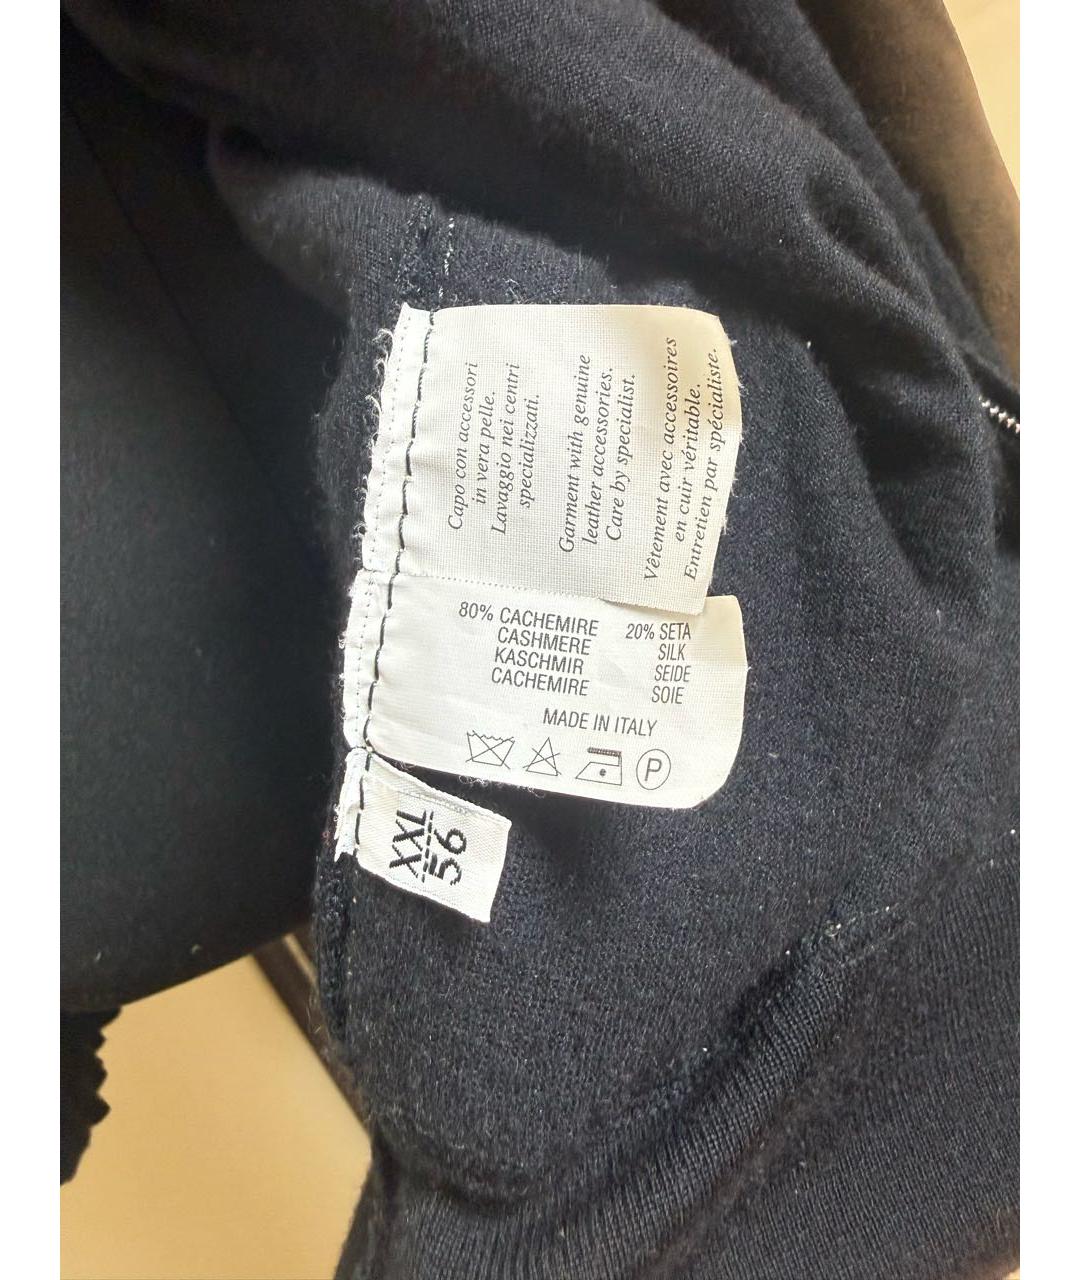 Capo con accessori
in vera pelle.
Lavaggio nei centri
specializzati.
Garment with genuine
leather accessories.
Care by specialist.
Vêtement avec accessoires
en cuir véritable.
Entretien par spécialiste.
80% CACHEMIRE 20% SETA
CASHMERE SILK
KASCHMIR SEIDE
CACHEMIRE SOIE
MADE IN ITALY
P
XXL
56